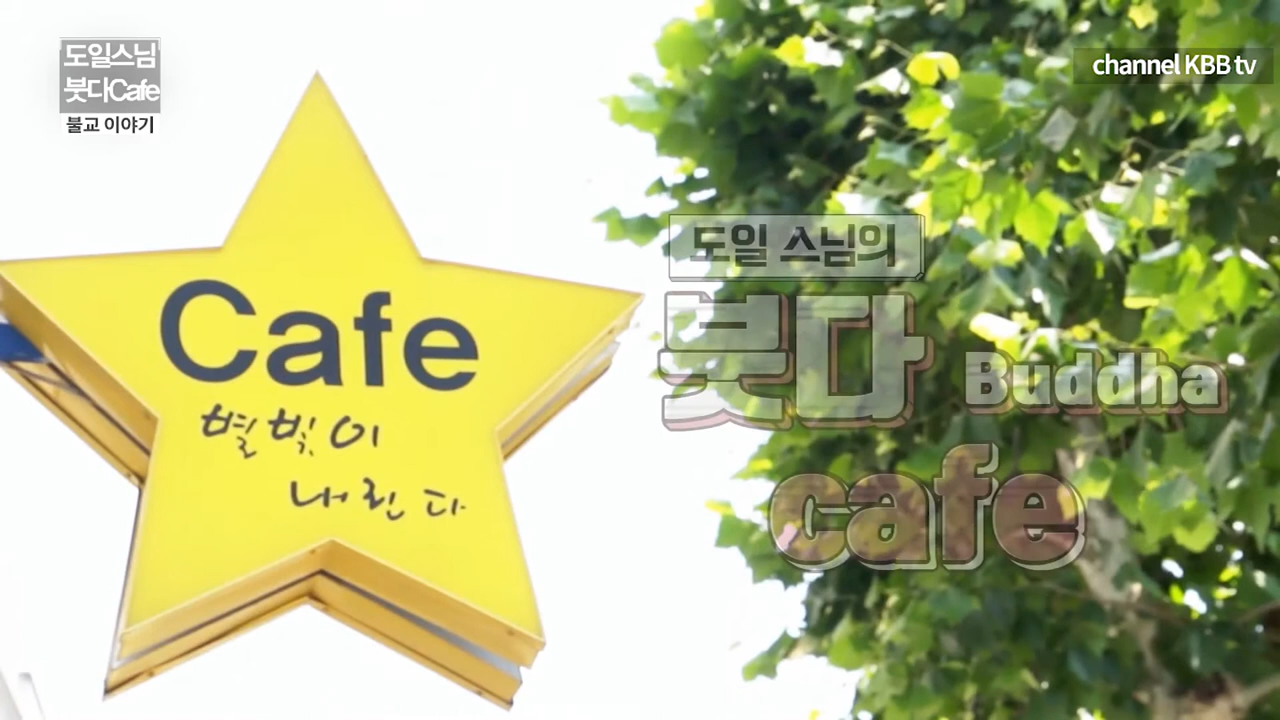 도일스님
붓다Cafe
불교 이야기
channel KBB tv
Cafe
별빛이
내린다
도일 스님의
붓다 Buddha
cafe